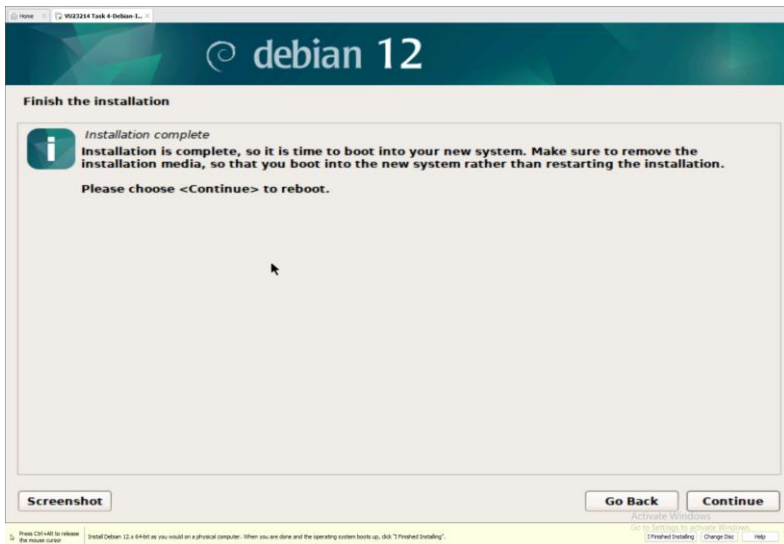 Home
VU23214 Task 4-Debian-I...
debian 12
Finish the installation
Installation complete
Installation is complete, so it is time to boot into your new system. Make sure to remove the
installation media, so that you boot into the new system rather than restarting the installation.
Please choose <Continue> to reboot.
Screenshot
Go Back
Continue
Activate Windows
Go to Settings to activate Windows.
Press Ctrl+Alt to release
the mouse cursor
Install Debian 12.x 64-bit as you would on a physical computer. When you are done and the operating system boots up, click "I Finished Installing".
I Finished Installing
Change Disc
Help